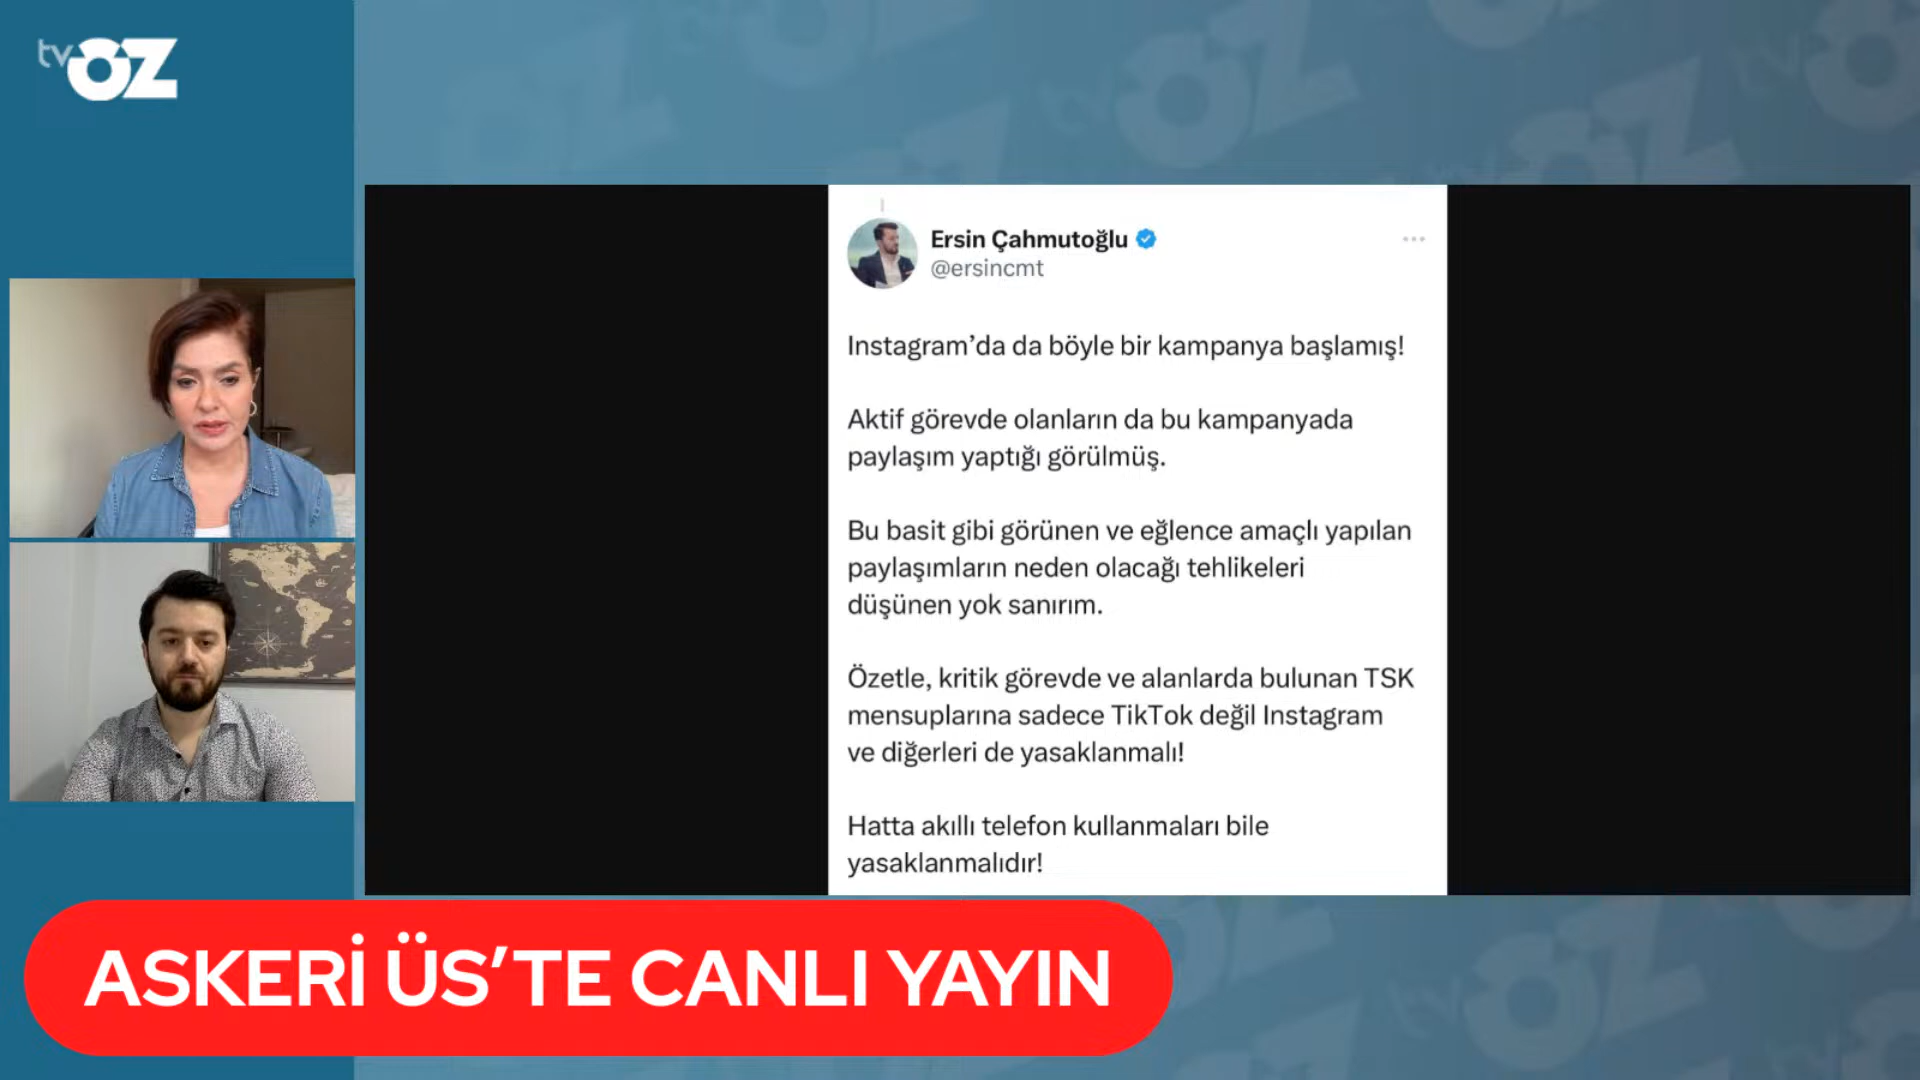 tv ÖZ
Ersin Çahmutoğlu
@ersincmt
Instagram’da da böyle bir kampanya başlamış!
Aktif görevde olanların da bu kampanyada
paylaşım yaptığı görülmüş.
Bu basit gibi görünen ve eğlence amaçlı yapılan
paylaşımların neden olacağı tehlikeleri
düşünen yok sanırım.
Özetle, kritik görevde ve alanlarda bulunan TSK
mensuplarına sadece TikTok değil Instagram
ve diğerleri de yasaklanmalı!
Hatta akıllı telefon kullanmaları bile
yasaklanmalıdır!
ASKERİ ÜS’TE CANLI YAYIN